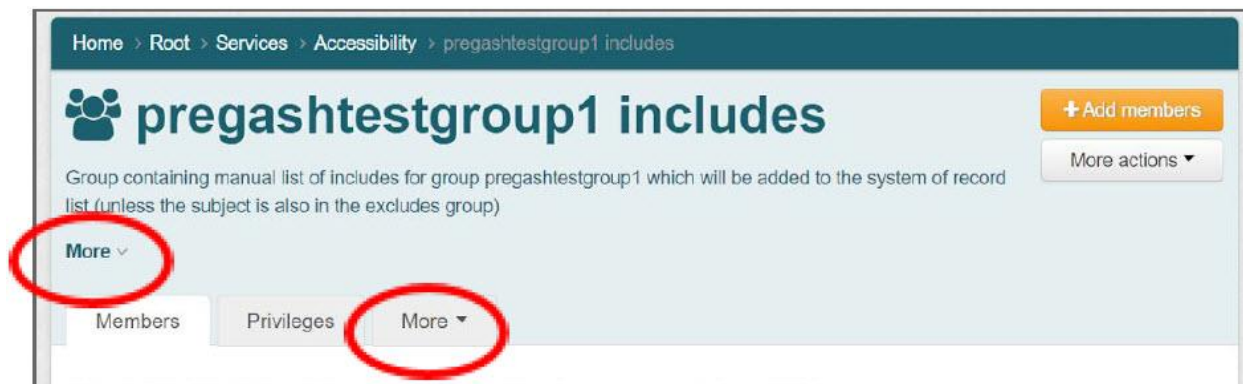 Home > Root > Services > Accessibility > pregashtestgroup1 includes
pregashtestgroup1 includes
+ Add members
More actions
Group containing manual list of includes for group pregashtestgroup1 which will be added to the system of record
list (unless the subject is also in the excludes group)
More
Members Privileges More